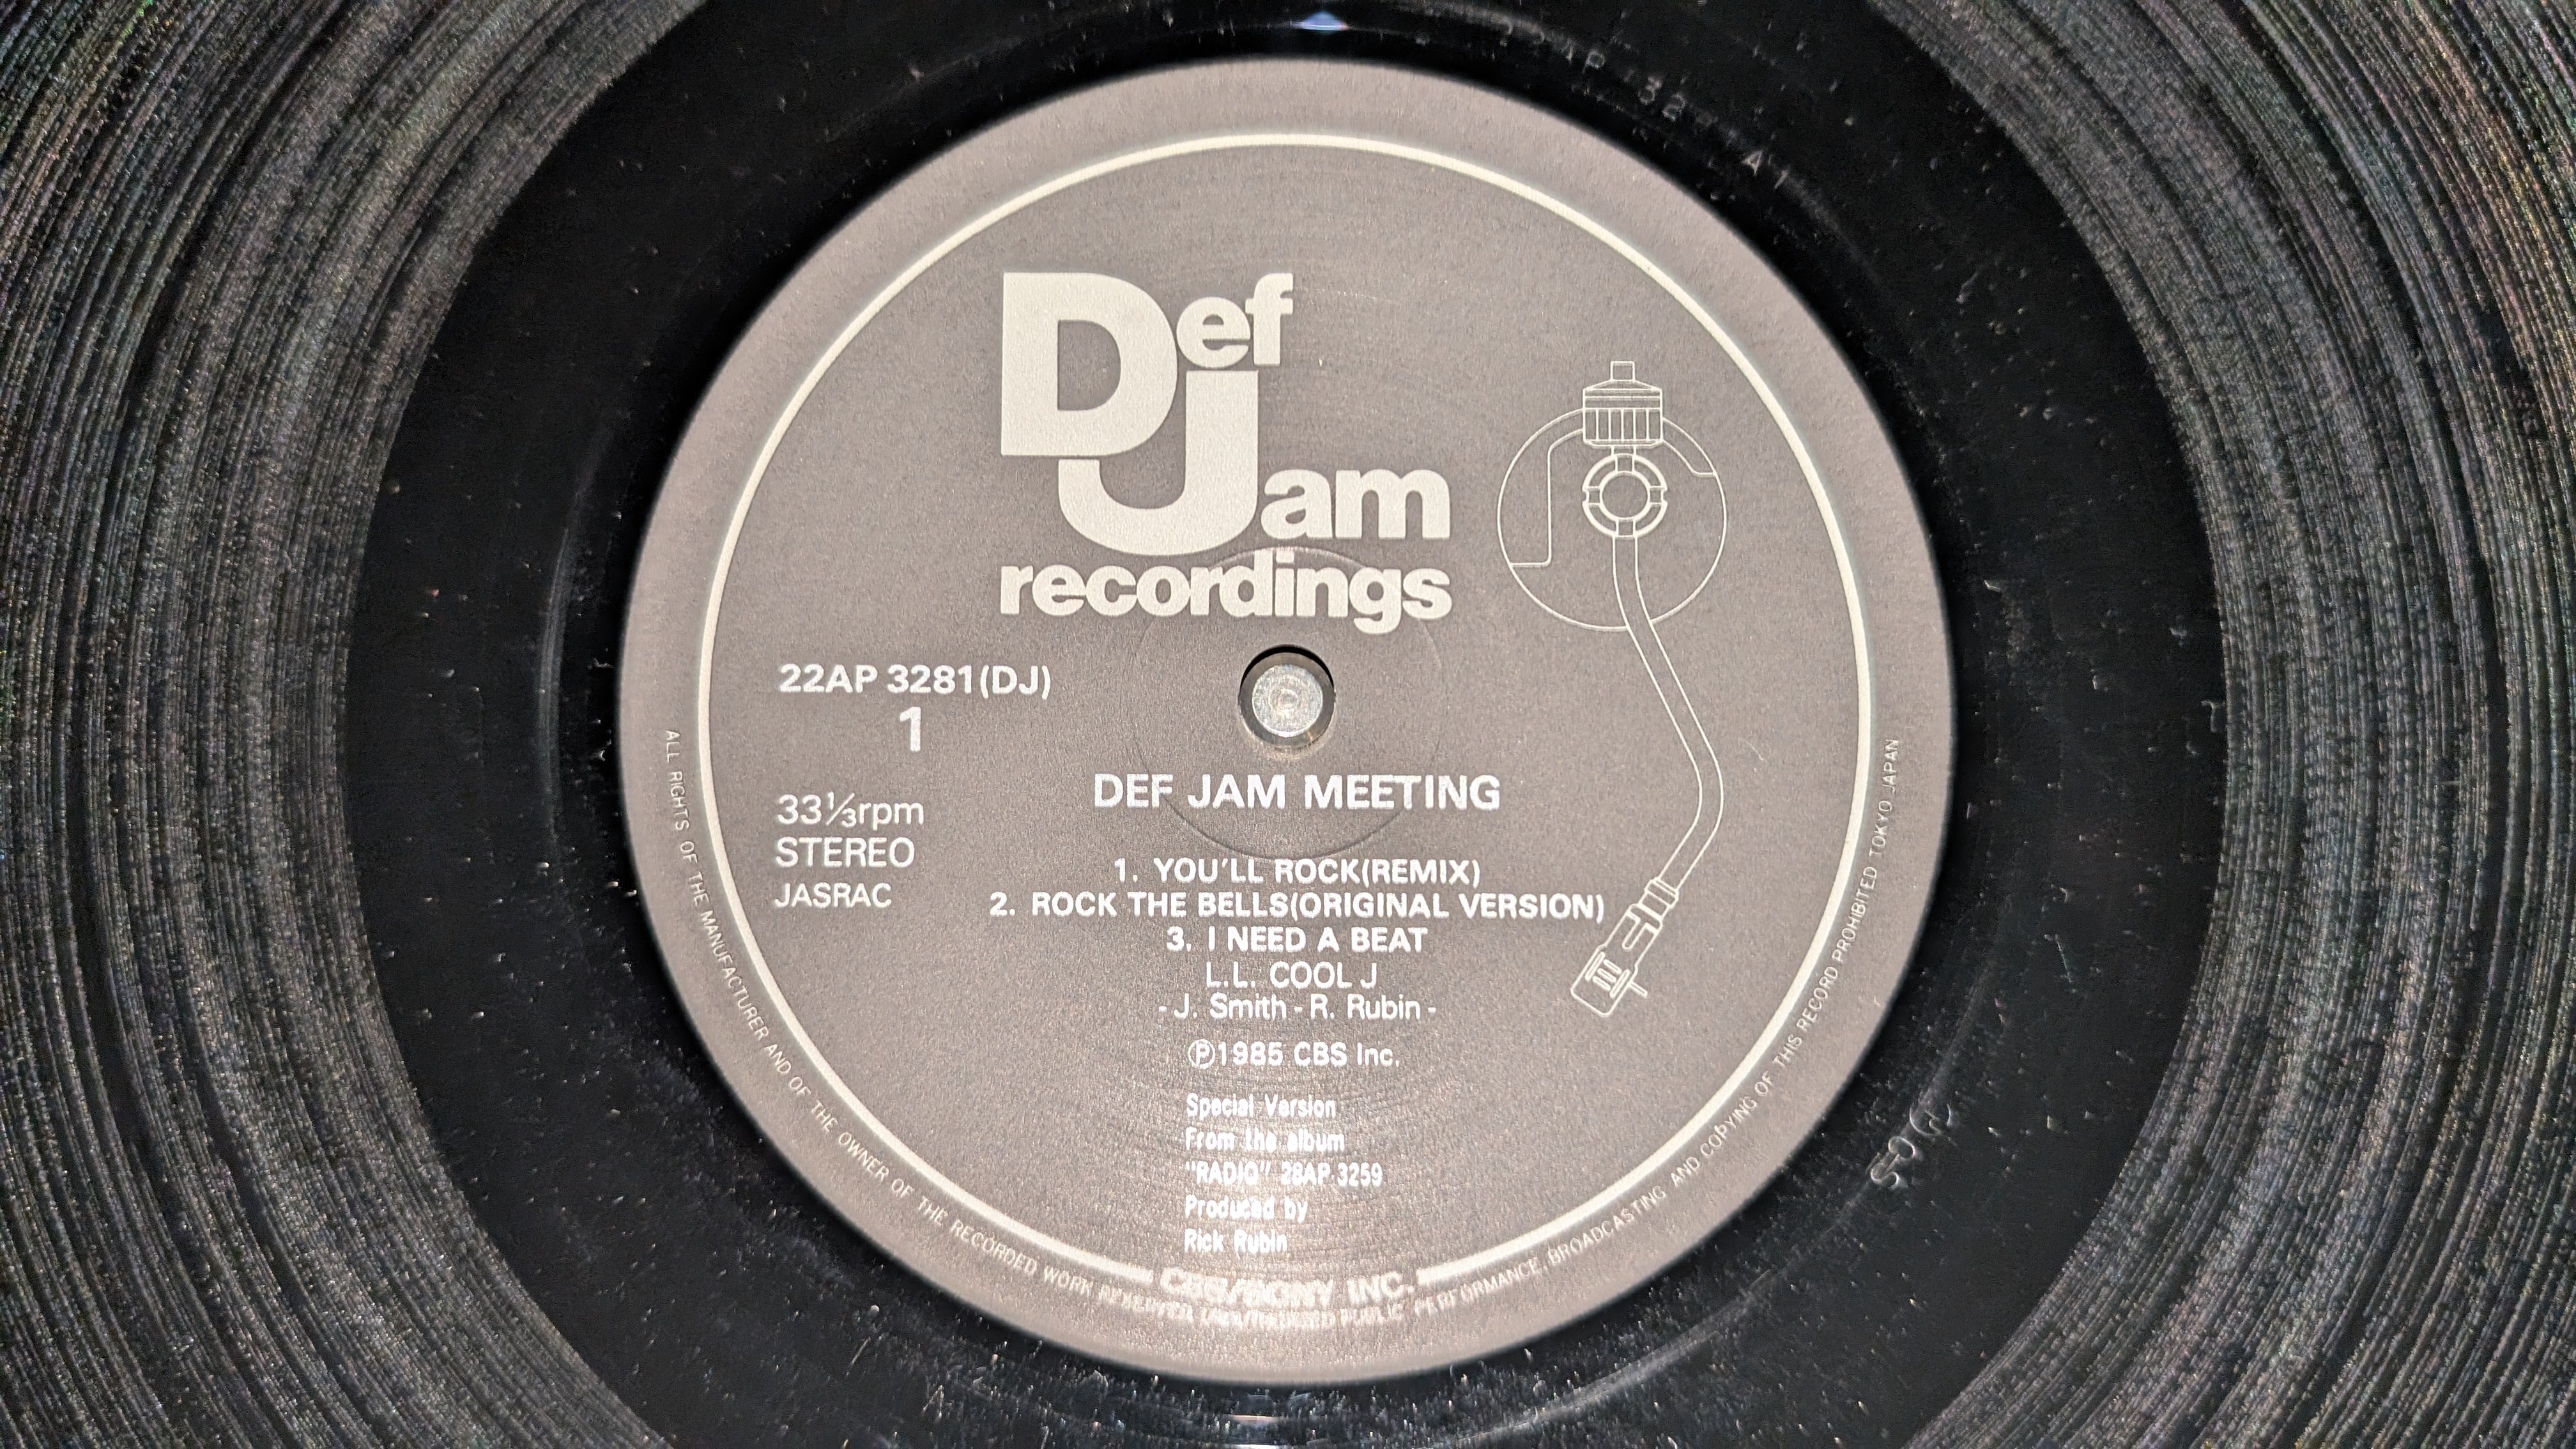 Def Jam
recordings
22AP 3281(DJ)
1
33⅓rpm
STEREO
JASRAC
DEF JAM MEETING
1. YOU'LL ROCK(REMIX)
2. ROCK THE BELLS(ORIGINAL VERSION)
3. I NEED A BEAT
L.L. COOL J
- J. Smith - R. Rubin -
Ⓟ1985 CBS Inc.
Special Version
From the album
"RADIO" 28AP 3259
Produced by
Rick Rubin
CBS/SONY INC.
ALL RIGHTS OF THE MANUFACTURER AND OF THE OWNER OF THE RECORDED WORK RESERVED. UNAUTHORISED PUBLIC PERFORMANCE, BROADCASTING AND COPYING OF THIS RECORD PROHIBITED TOKYO JAPAN